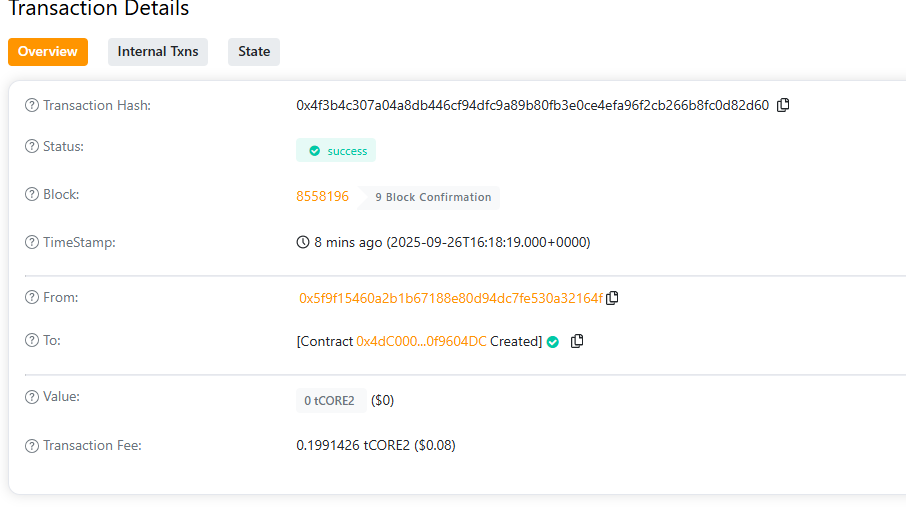 Transaction Details
Overview Internal Txns State
Transaction Hash: 0x4f3b4c307a04a8db446cf94dfc9a89b80fb3e0ce4efa96f2cb266b8fc0d82d60
Status: success
Block: 8558196 9 Block Confirmation
TimeStamp: 8 mins ago (2025-09-26T16:18:19.000+0000)
From: 0x5f9f15460a2b1b67188e80d94dc7fe530a32164f
To: [Contract 0x4dC000...0f9604DC Created]
Value: 0 tCORE2 ($0)
Transaction Fee: 0.1991426 tCORE2 ($0.08)